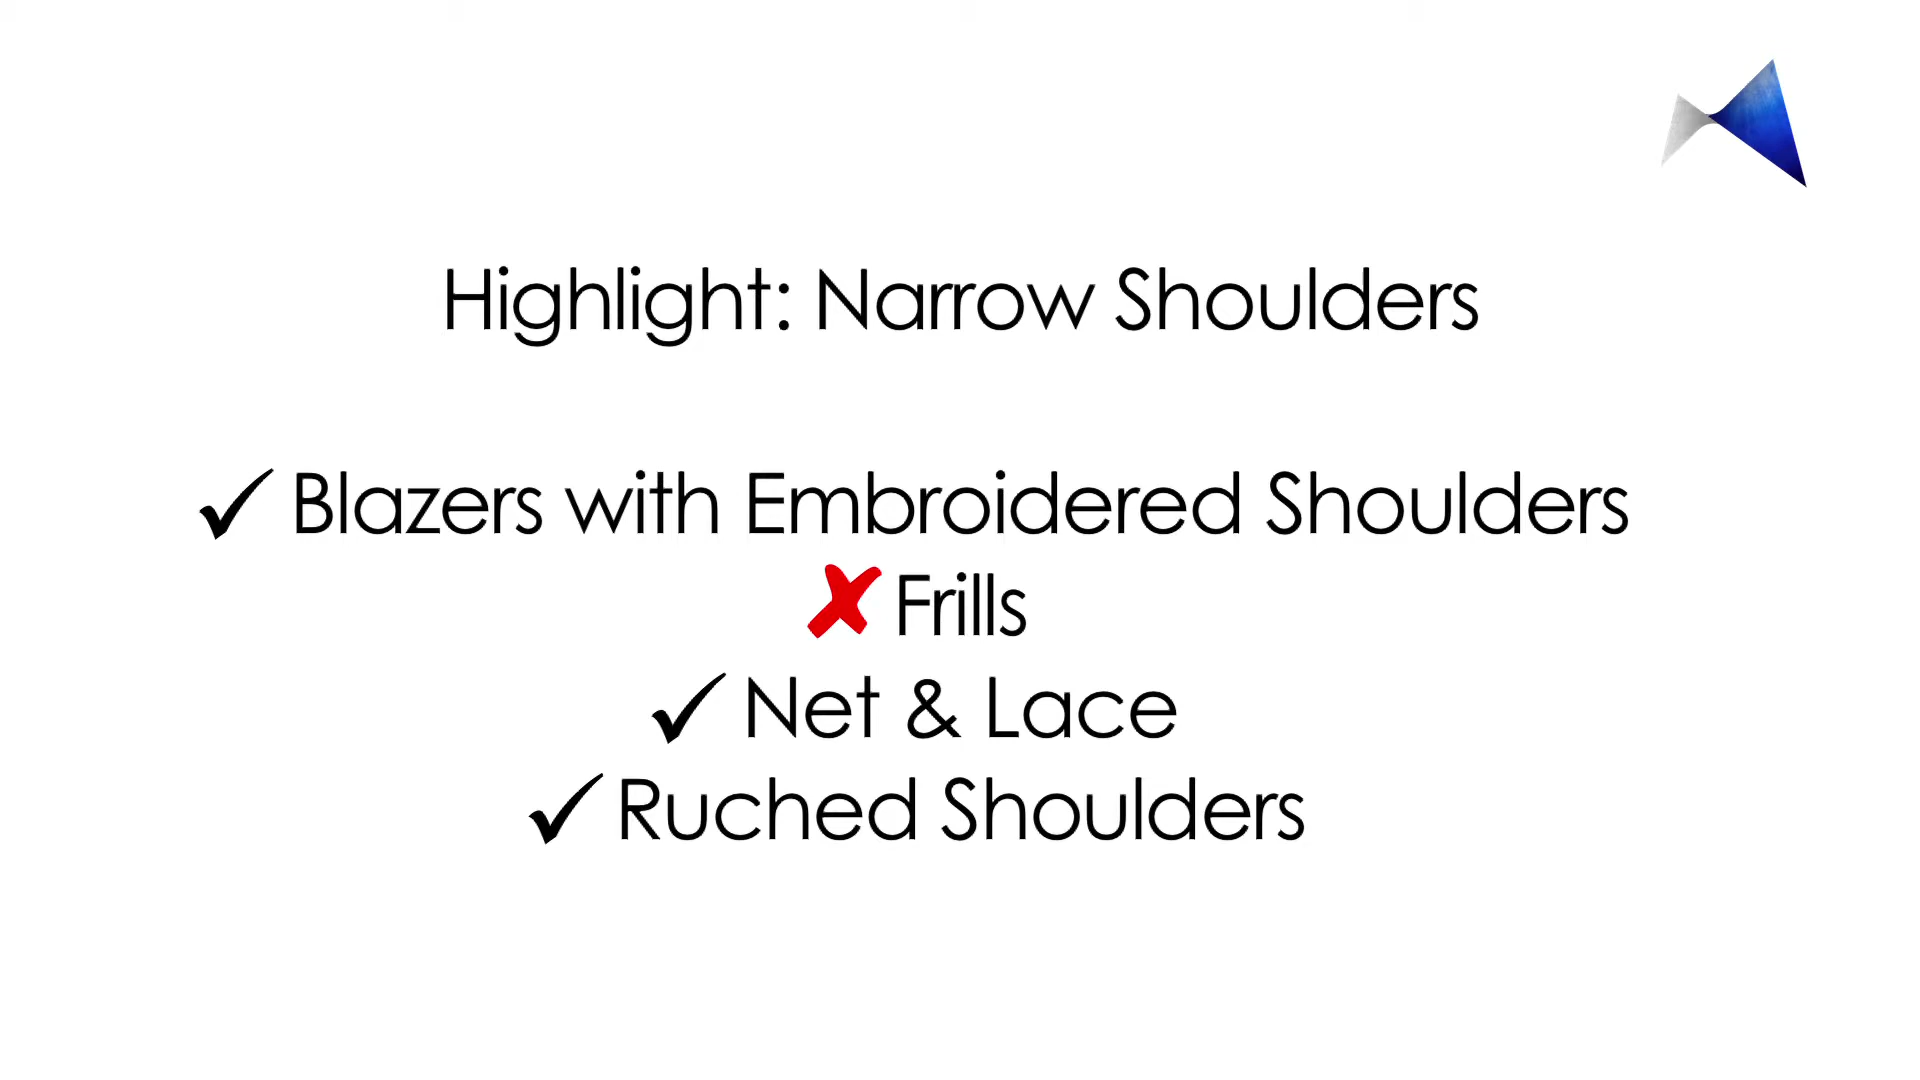 Highlight: Narrow Shoulders
✓ Blazers with Embroidered Shoulders
✘ Frills
✓ Net & Lace
✓ Ruched Shoulders